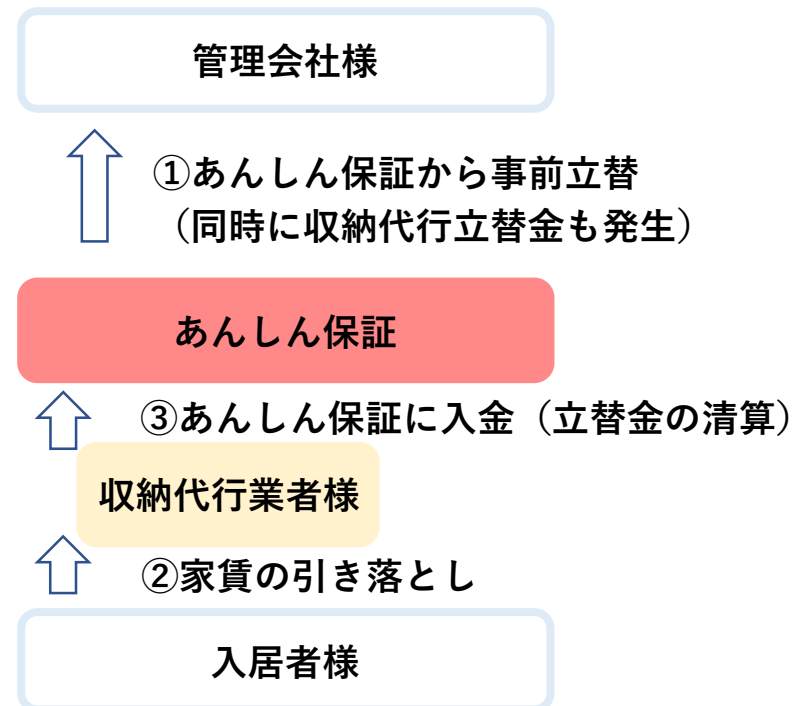 管理会社様
①あんしん保証から事前立替
（同時に収納代行立替金も発生）
あんしん保証
③あんしん保証に入金（立替金の清算）
収納代行業者様
②家賃の引き落とし
入居者様